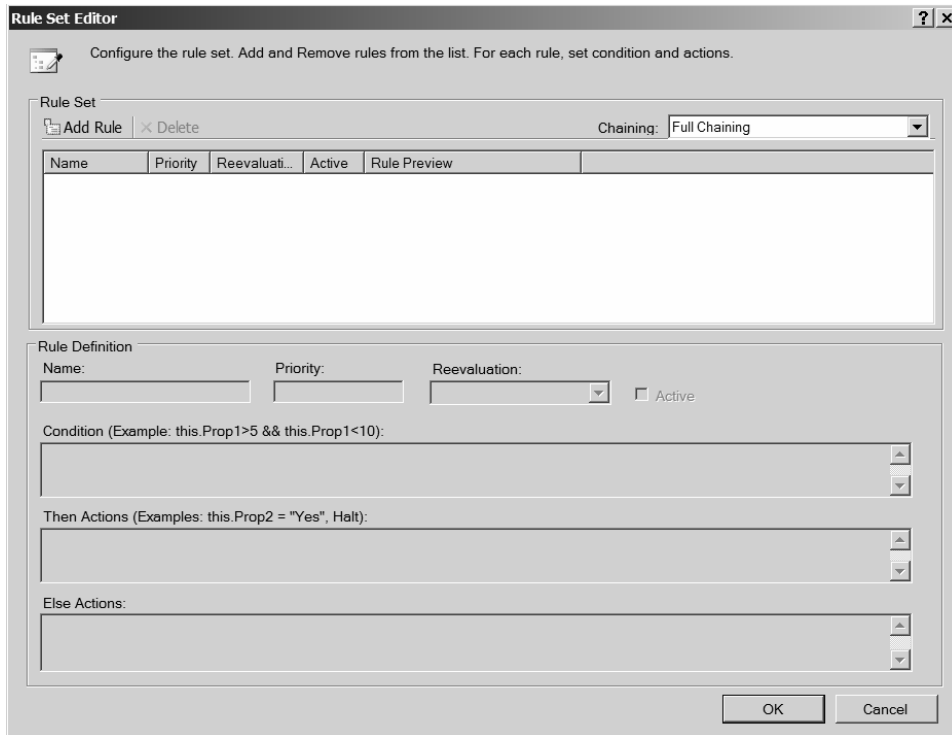 Rule Set Editor
Configure the rule set. Add and Remove rules from the list. For each rule, set condition and actions.
Rule Set
Add Rule Delete Chaining: Full Chaining
Name Priority Reevaluati... Active Rule Preview
Rule Definition
Name: Priority: Reevaluation:
Active
Condition (Example: this.Prop1>5 && this.Prop1<10):
Then Actions (Examples: this.Prop2 = "Yes", Halt):
Else Actions:
OK Cancel